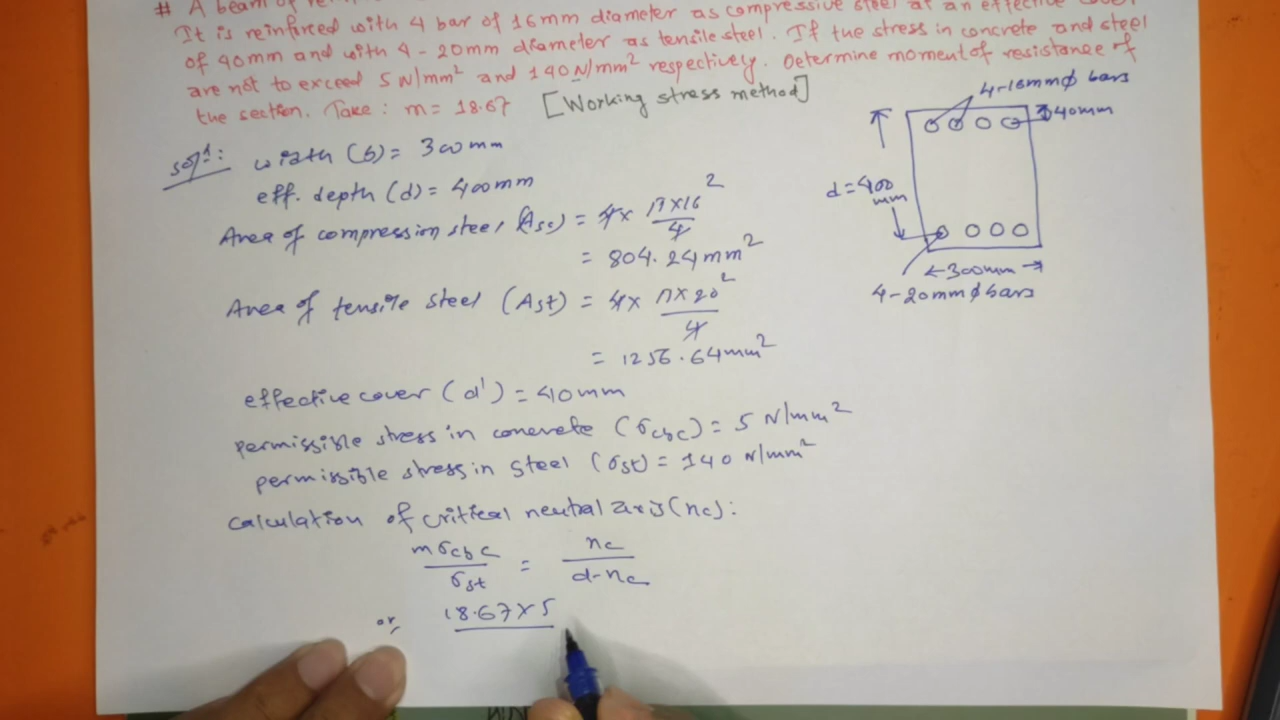 # A beam of
It is reinforced with 4 bar of 16mm diameter as compressive steel at an effective cover
of 40mm and with 4-20mm diameter as tensile steel. If the stress in concrete and steel
are not to exceed 5 N/mm² and 140 N/mm² respectively. Determine moment of resistance of
the section. Take: m= 18.67 [Working stress method]
4-16mmϕ bars
40mm
d=400
mm
300mm
4-20mmϕ bars
solⁿ: width (b)= 300mm
eff. depth (d)= 400mm
Area of compression steel (Asc) = 4× π×16²/4
= 804.24mm²
Area of tensile steel (Ast) = 4× π×20²/4
= 1256.64mm²
effective cover (d') = 40mm
permissible stress in concrete (σcbc) = 5 N/mm²
permissible stress in steel (σst) = 140 N/mm²
calculation of critical neutral axis (nc):
mσcbc/σst = nc/d-nc
or, 18.67×5